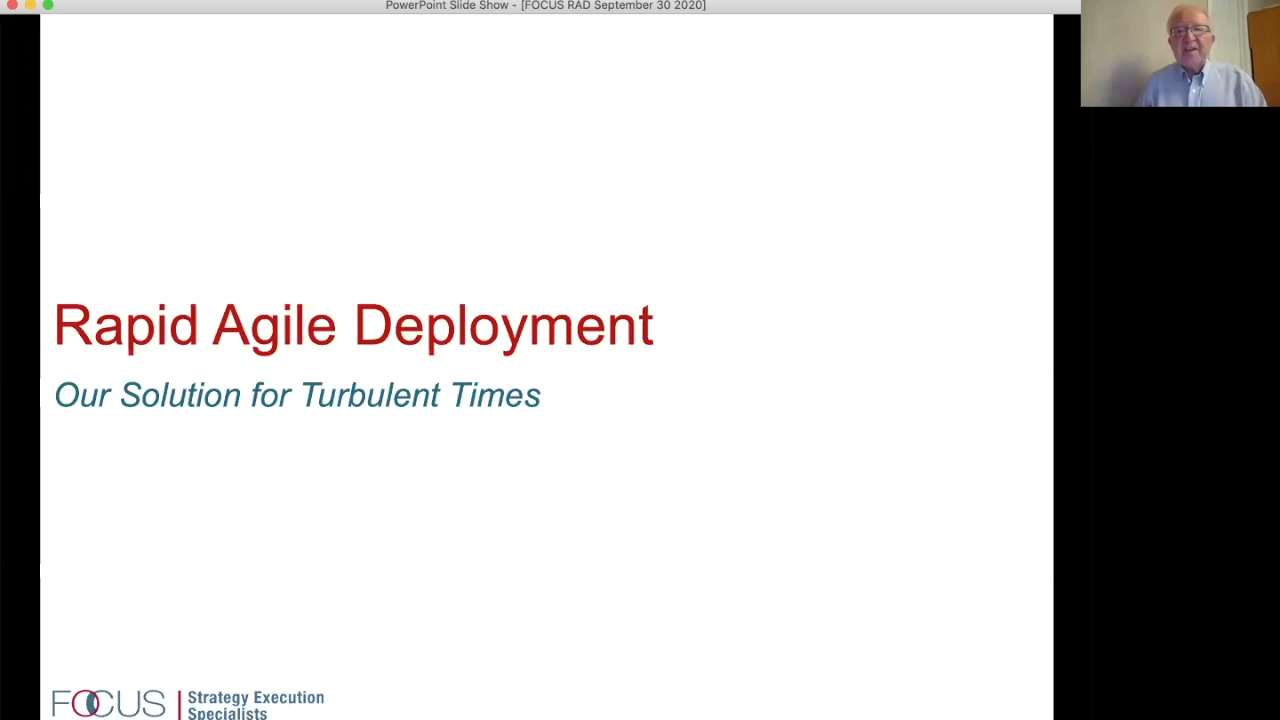 PowerPoint Slide Show - [FOCUS RAD September 30 2020]
Rapid Agile Deployment
Our Solution for Turbulent Times
FOCUS
Strategy Execution
Specialists